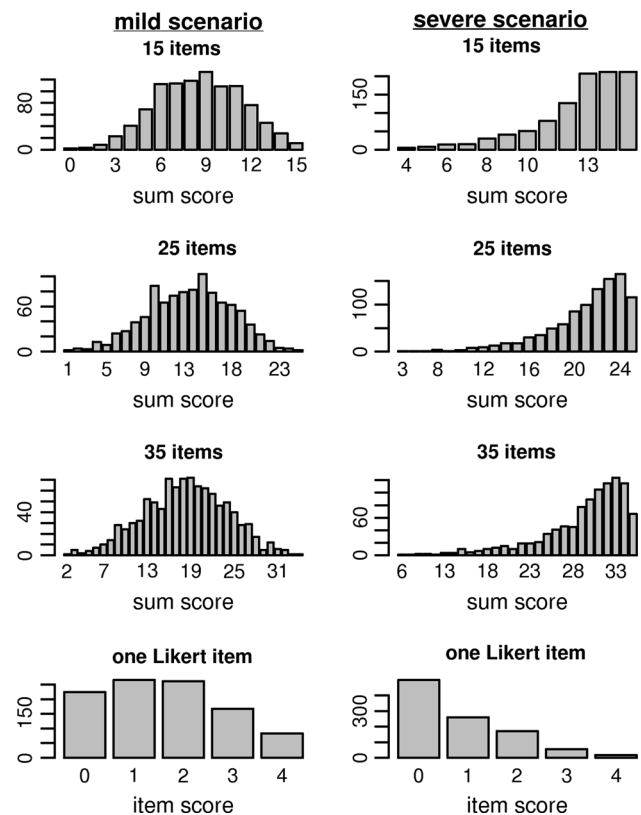 mild scenario
severe scenario
15 items
15 items
80
0
150
0
0 3 6 9 12 15
4 6 8 10 13
sum score
sum score
25 items
25 items
60
0
100
0
1 5 9 13 18 23
3 8 12 16 20 24
sum score
sum score
35 items
35 items
40
0
60
0
2 7 13 19 25 31
6 13 18 23 28 33
sum score
sum score
one Likert item
one Likert item
150
0
300
0
0 1 2 3 4
0 1 2 3 4
item score
item score